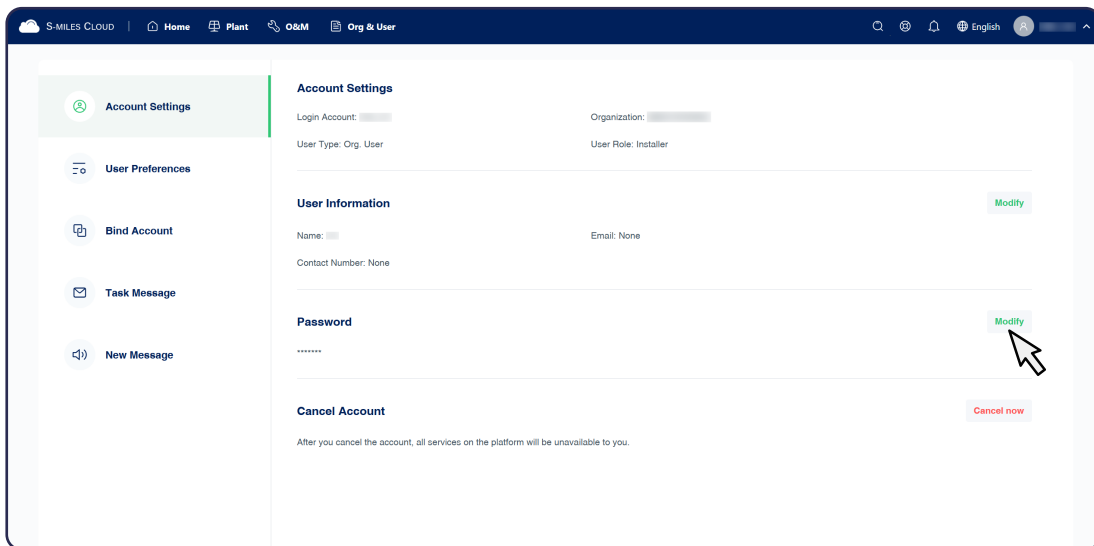 S-MILES CLOUD | Home Plant O&M Org & User English A
Account Settings
User Preferences
Bind Account
Task Message
New Message
Account Settings
Login Account: Organization:
User Type: Org. User User Role: Installer
User Information Modify
Name: Email: None
Contact Number: None
Password Modify
*******
Cancel Account Cancel now
After you cancel the account, all services on the platform will be unavailable to you.